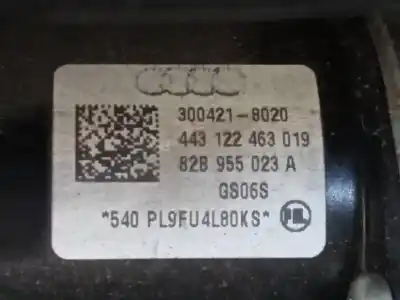 300421-8020
443 122 463 019
82B 955 023 A
GS06S
*540 PL9FU4L80KS*